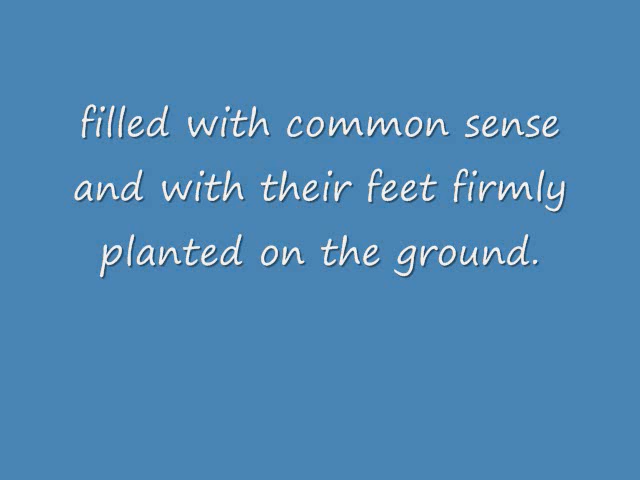 filled with common sense
and with their feet firmly
planted on the ground.